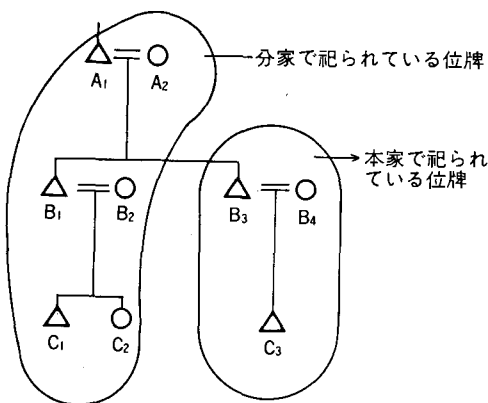 分家で祀られている位牌
A1 A2
本家で祀られ
ている位牌
B1 B2 B3 B4
C1 C2 C3